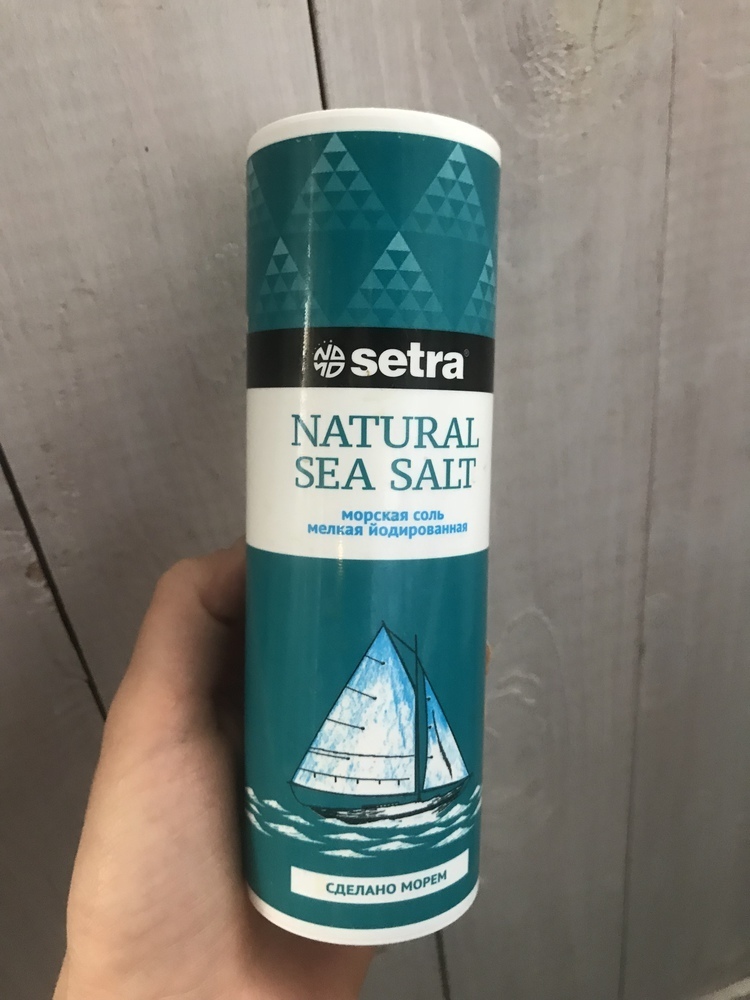 setra
NATURAL
SEA SALT
морская соль
мелкая йодированная
СДЕЛАНО МОРЕМ